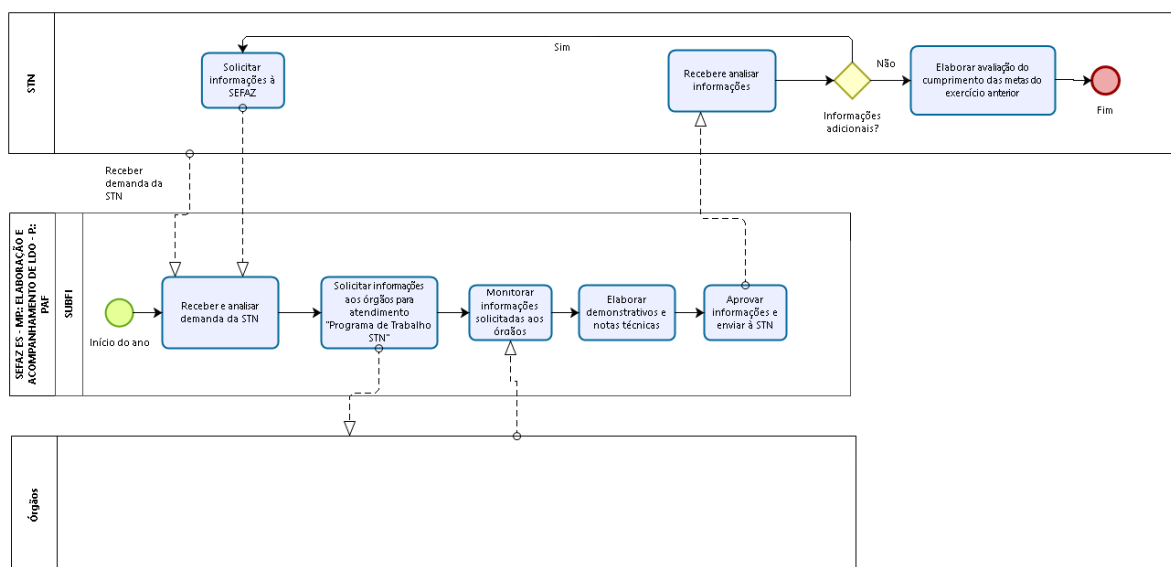 STN
Solicitar
informações à
SEFAZ
Sim
Recebere analisar
informações
Não
Informações
adicionais?
Elaborar avaliação do
cumprimento das metas do
exercício anterior
Fim
Receber
demanda da
STN
SEFAZ ES - MP.: ELABORAÇÃO E
ACOMPANHAMENTO DE LDO - P.:
PAF
SUBFI
Início do ano
Receber e analisar
demanda da STN
Solicitar informações
aos órgãos para
atendimento
"Programa de Trabalho
STN"
Monitorar
informações
solicitadas aos
órgãos
Elaborar
demonstrativos e
notas técnicas
Aprovar
informações e
enviar à STN
Órgãos